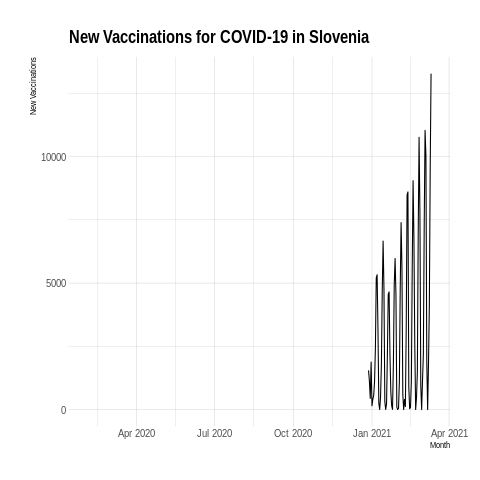 New Vaccinations for COVID-19 in Slovenia
New Vaccinations
10000
5000
0
Apr 2020 Jul 2020 Oct 2020 Jan 2021 Apr 2021
Month